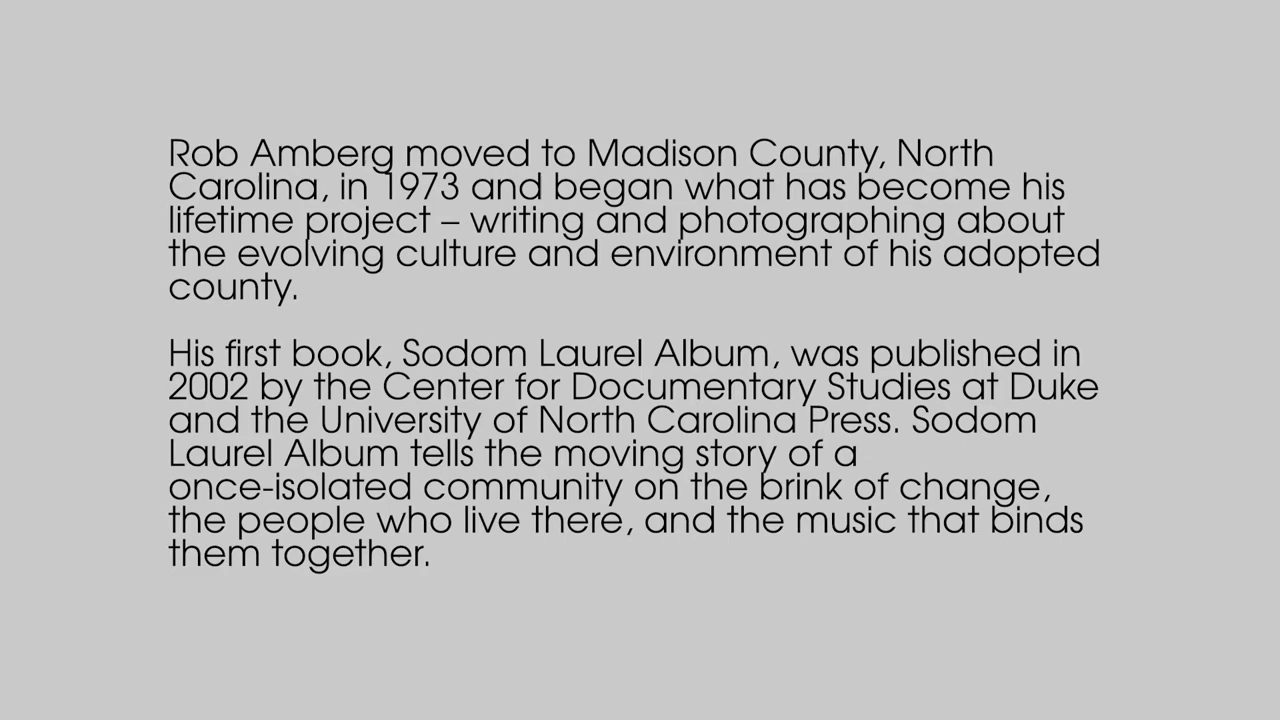 Rob Amberg moved to Madison County, North
Carolina, in 1973 and began what has become his
lifetime project – writing and photographing about
the evolving culture and environment of his adopted
county.
His first book, Sodom Laurel Album, was published in
2002 by the Center for Documentary Studies at Duke
and the University of North Carolina Press. Sodom
Laurel Album tells the moving story of a
once-isolated community on the brink of change,
the people who live there, and the music that binds
them together.